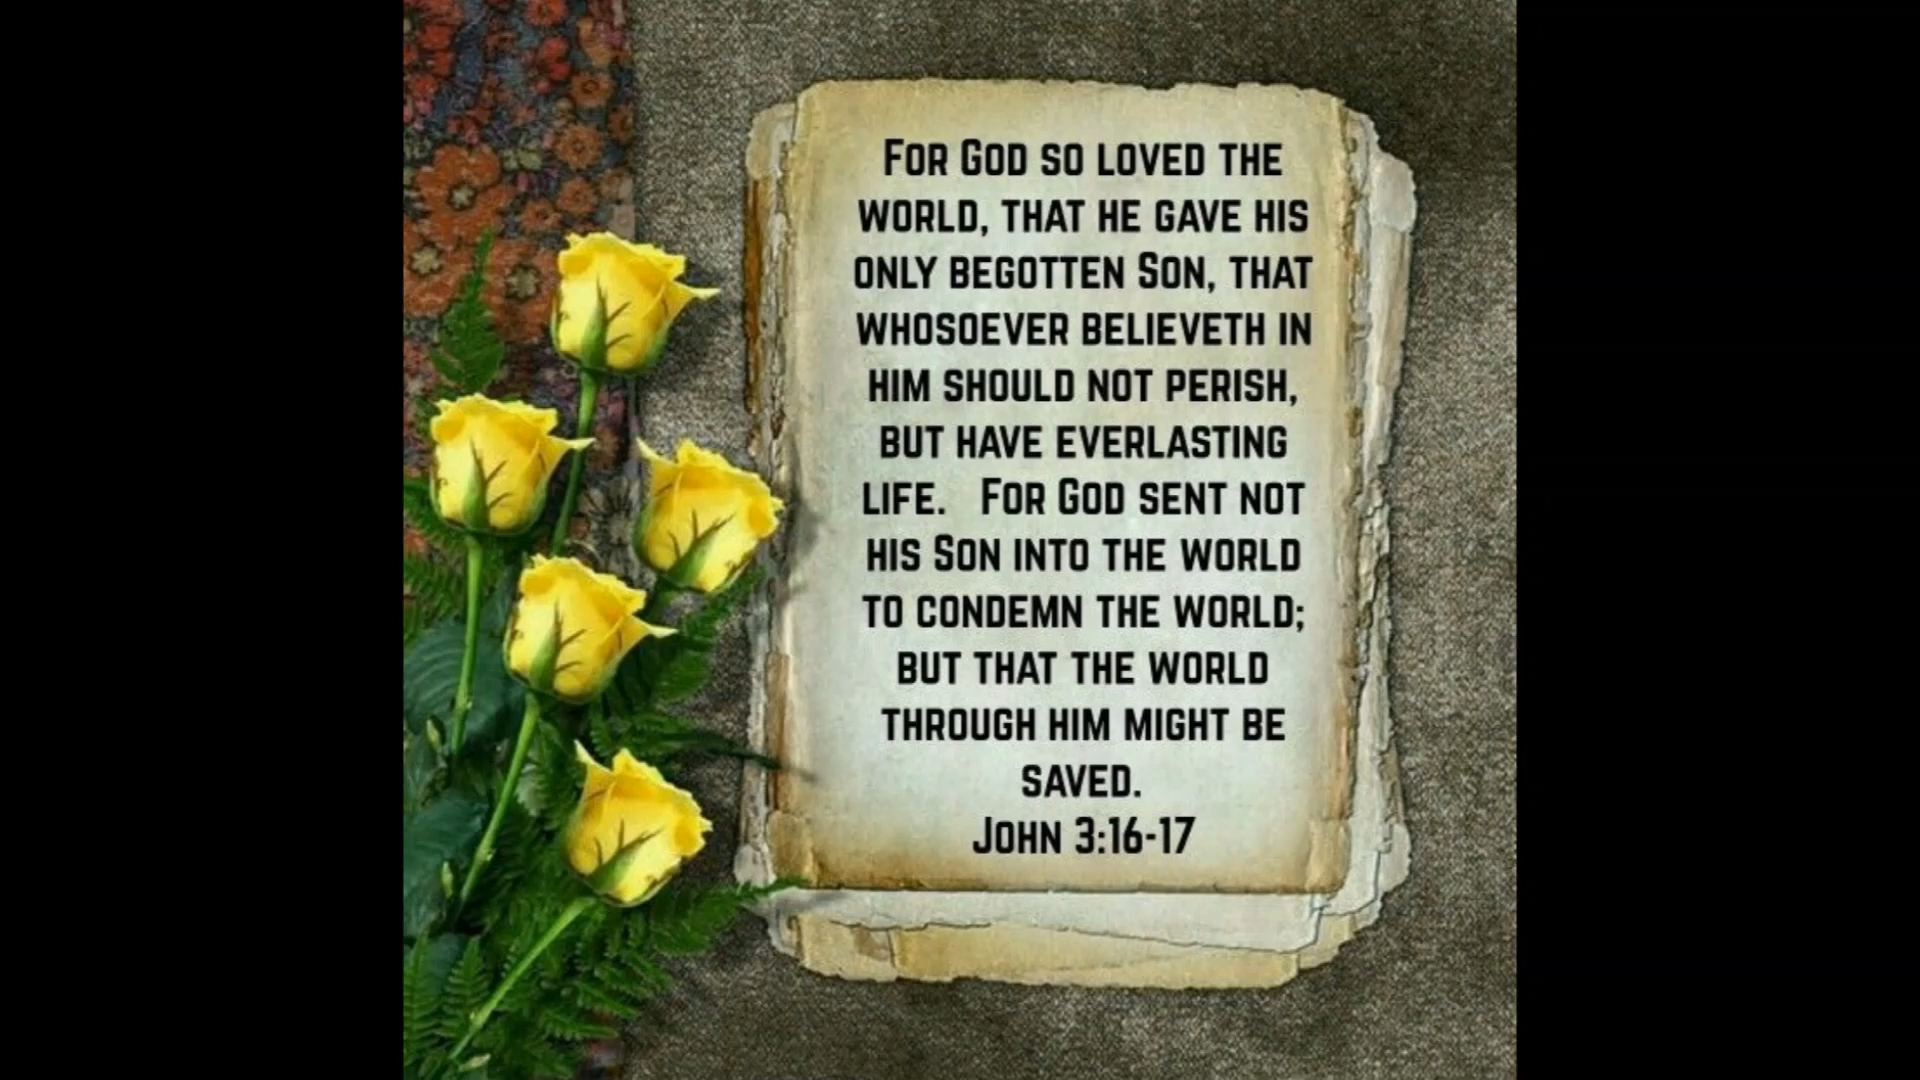 For God so loved the
world, that he gave his
only begotten Son, that
whosoever believeth in
him should not perish,
but have everlasting
life.   For God sent not
his Son into the world
to condemn the world;
but that the world
through him might be
saved.
John 3:16-17